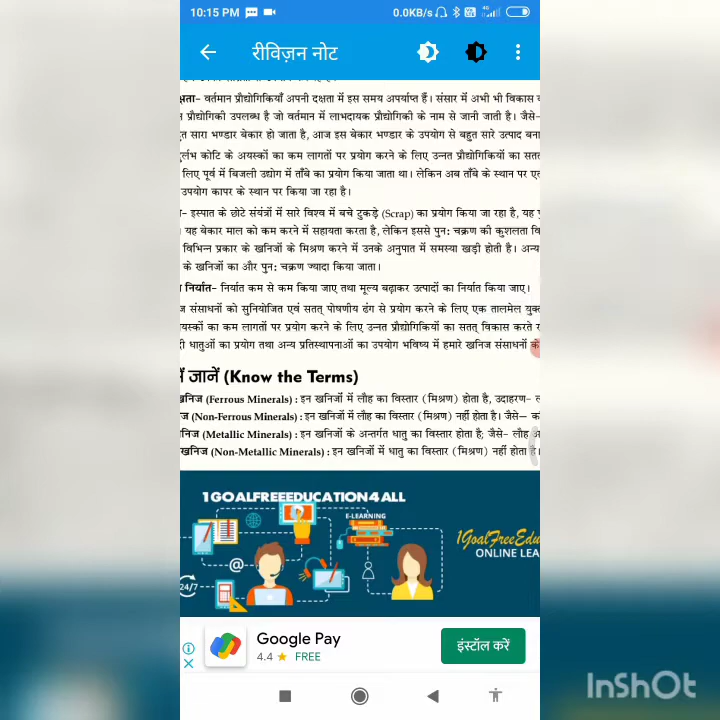 10:15 PM
0.0KB/s 4G
रीविज़न नोट
क्षता– वर्तमान प्रौद्योगिकियाँ अपनी दक्षता में इस समय अपर्याप्त हैं। संसार में अभी भी विकास
प्रौद्योगिकी उपलब्ध है जो वर्तमान में लाभदायक प्रौद्योगिकी के नाम से जानी जाती है। जैसे–
सारा भण्डार बेकार हो जाता है, आज इस बेकार भण्डार के उपयोग से बहुत सारे उत्पाद बना
दुर्लभ कोटि के अयस्कों का कम लागतों पर प्रयोग करने के लिए उन्नत प्रौद्योगिकियों का सतत
लिए पूर्व में बिजली उद्योग में ताँबे का प्रयोग किया जाता था। लेकिन अब ताँबे के स्थान पर
उपयोग कापर के स्थान पर किया जा रहा है।
– इस्पात के छोटे संयंत्रों में सारे विश्व में बचे टुकड़े (Scrap) का प्रयोग किया जा रहा है, यह
। यह बेकार माल को कम करने में सहायता करता है, लेकिन इससे पुन: चक्रण की कुशलता
विभिन्न प्रकार के खनिजों के मिश्रण करने में उनके अनुपात में समस्या खड़ी होती है। अन्य
के खनिजों का और पुन: चक्रण ज्यादा किया जाता।
निर्यात– निर्यात कम से कम किया जाए तथा मूल्य बढ़ाकर उत्पादों का निर्यात किया जाए।
संसाधनों को सुनियोजित एवं सतत् पोषणीय ढंग से प्रयोग करने के लिए एक तालमेल युक्त
यस्कों का कम लागतों पर प्रयोग करने के लिए उन्नत प्रौद्योगिकियों का सतत् विकास करते
धातुओं का प्रयोग तथा अन्य प्रतिस्थापनाओं का उपयोग भविष्य में हमारे खनिज संसाधनों
में जानें (Know the Terms)
खनिज (Ferrous Minerals) : इन खनिजों में लौह का विस्तार (मिश्रण) होता है, उदाहरण–
ज (Non-Ferrous Minerals) : इन खनिजों में लौह का विस्तार (मिश्रण) नहीं होता है। जैसे–
निज (Metallic Minerals) : इन खनिजों के अन्तर्गत धातु का विस्तार होता है; जैसे– लौह
खनिज (Non-Metallic Minerals) : इन खनिजों में धातु का विस्तार (मिश्रण) नहीं होता है।
1GOALFREEEDUCATION4ALL
E-LEARNING
1GoalFreeEdu
ONLINE LEA
@
24/7
Google Pay
4.4 ★ FREE
इंस्टॉल करें
InShOt